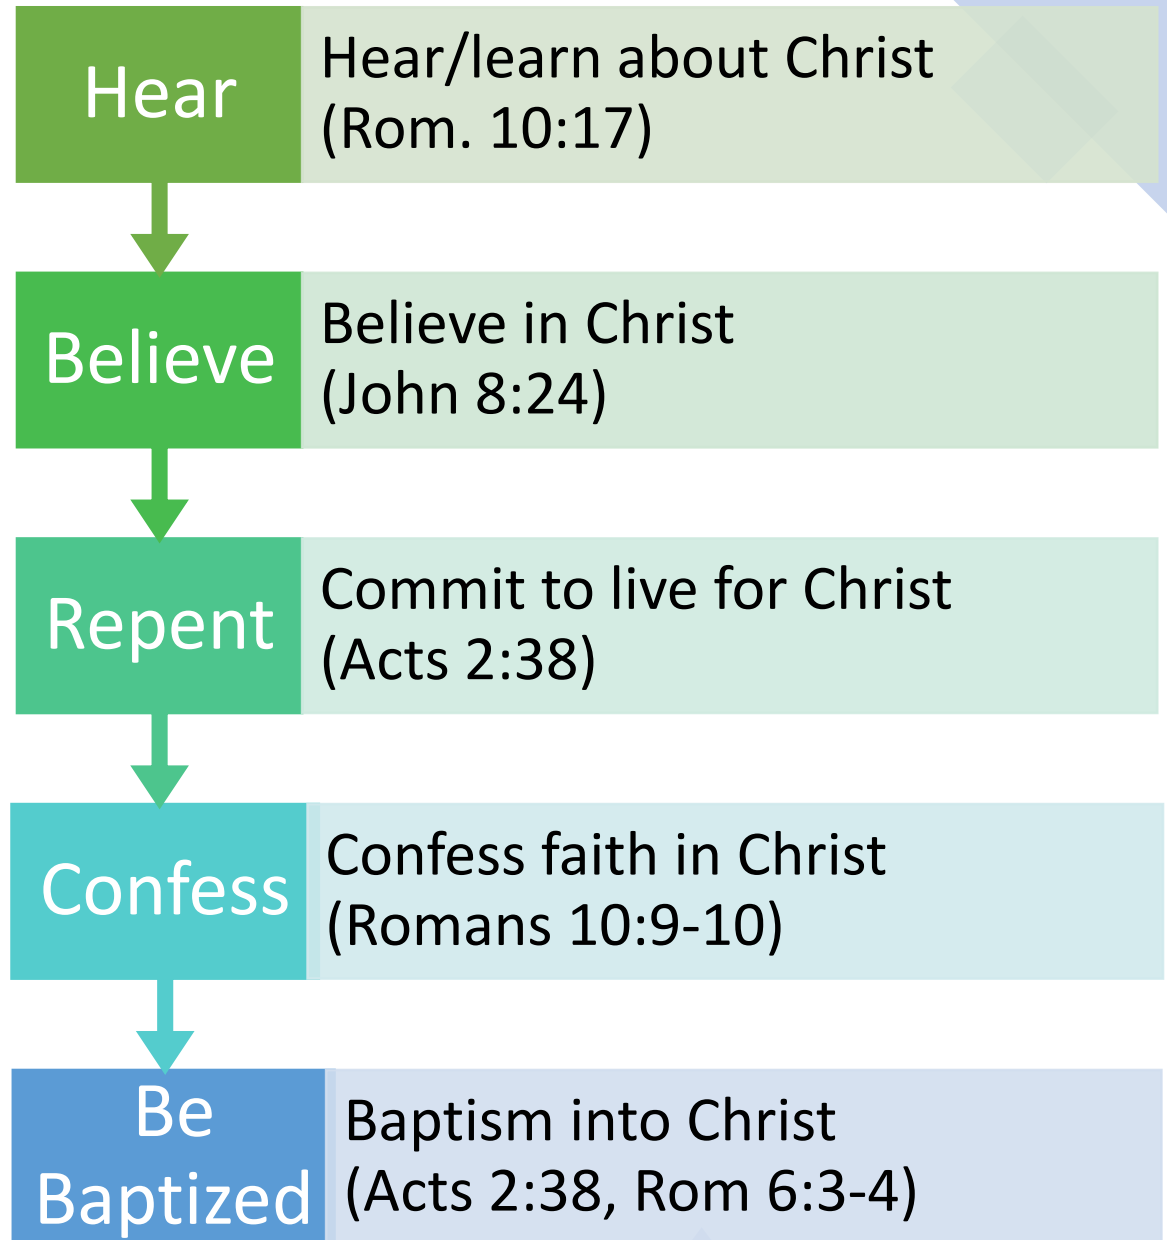 Hear
Hear/learn about Christ
(Rom. 10:17)
Believe
Believe in Christ
(John 8:24)
Repent
Commit to live for Christ
(Acts 2:38)
Confess
Confess faith in Christ
(Romans 10:9-10)
Be
Baptized
Baptism into Christ
(Acts 2:38, Rom 6:3-4)